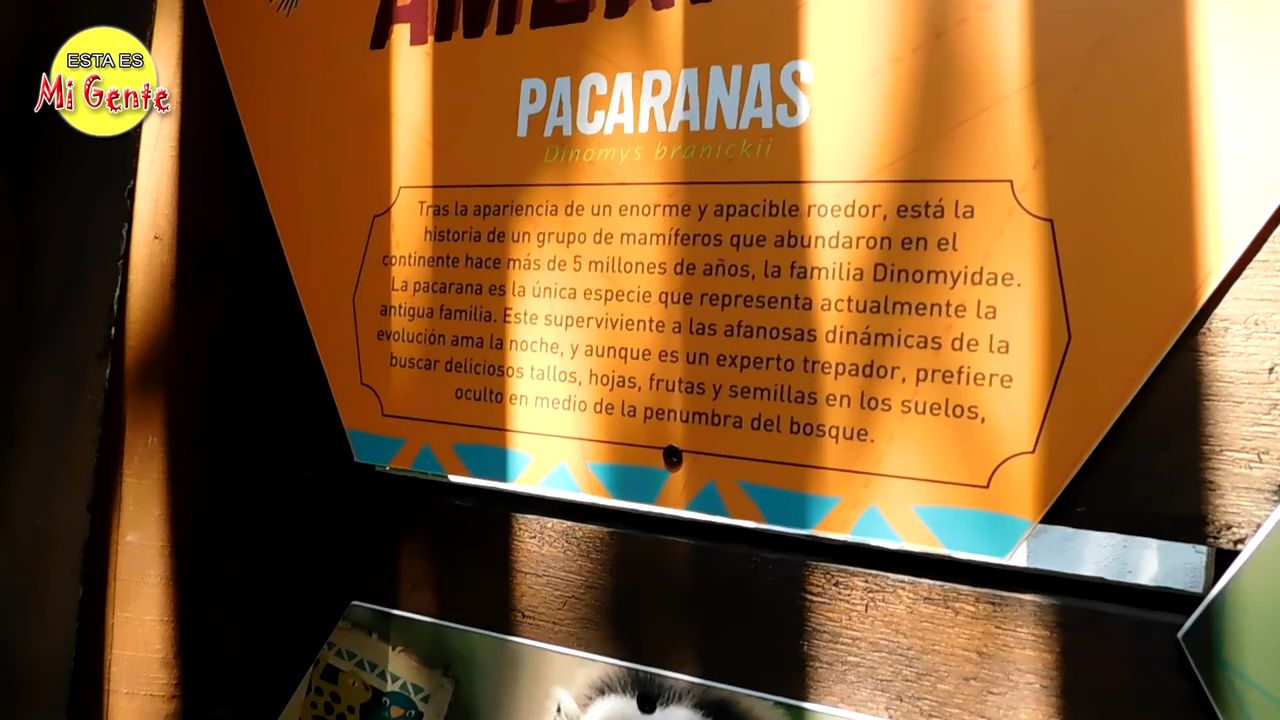 ESTA ES
Mi Gente
PACARANAS
Dinomys branickii
Tras la apariencia de un enorme y apacible roedor, está la
historia de un grupo de mamíferos que abundaron en el
continente hace más de 5 millones de años, la familia Dinomyidae.
La pacarana es la única especie que representa actualmente la
antigua familia. Este superviviente a las afanosas dinámicas de la
evolución ama la noche, y aunque es un experto trepador, prefiere
buscar deliciosos tallos, hojas, frutas y semillas en los suelos,
oculto en medio de la penumbra del bosque.